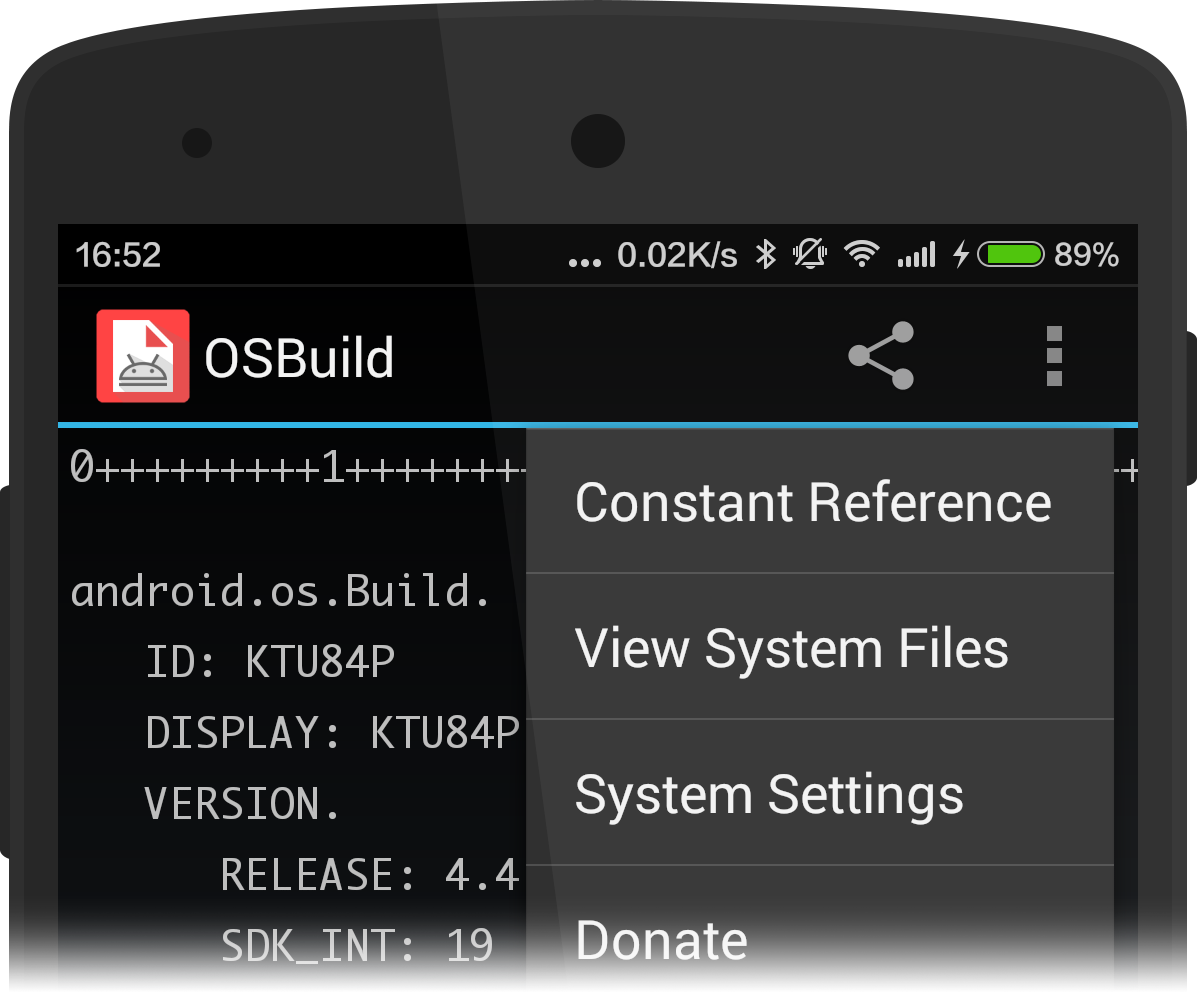 16:52 ... 0.02K/s 89%
OSBuild
0+++++++++1+++++++ +
Constant Reference
android.os.Build.
View System Files
ID: KTU84P
DISPLAY: KTU84P
System Settings
VERSION.
RELEASE: 4.4
Donate
SDK_INT: 19